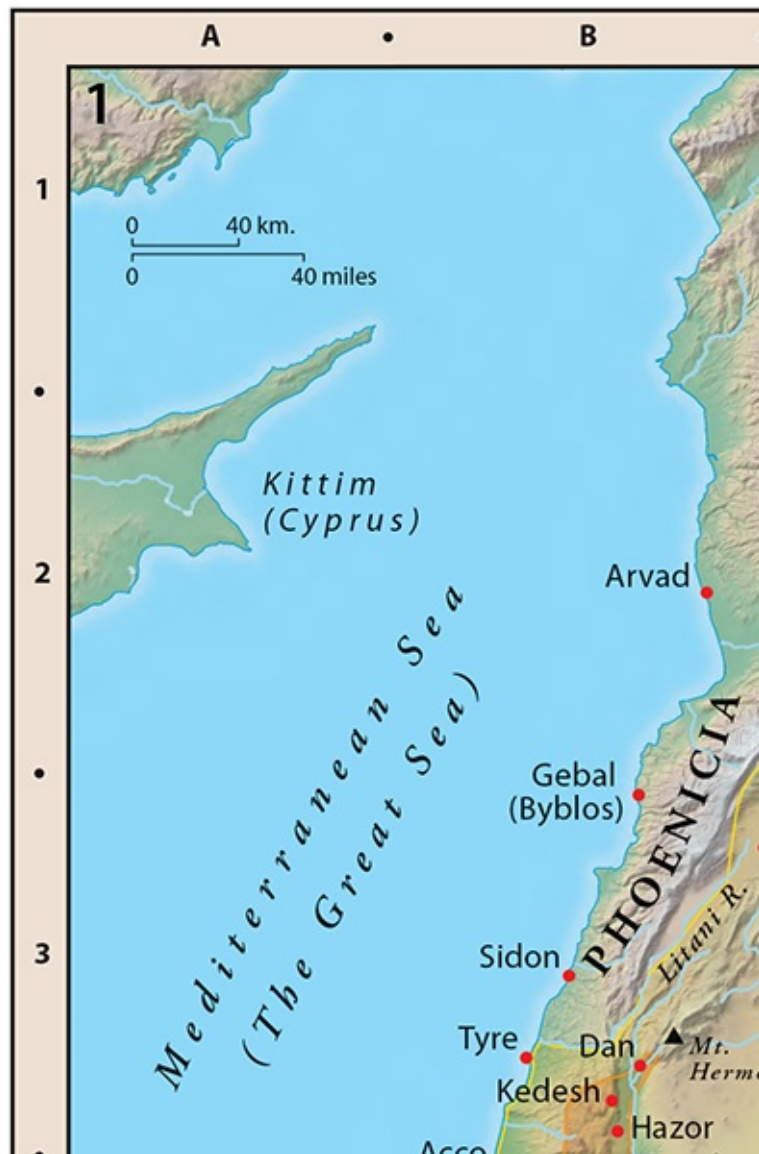 A • B
1
1
0 40 km.
0 40 miles
•
Kittim
(Cyprus)
2
Arvad
Mediterranean Sea
(The Great Sea)
PHOENICIA
•
Gebal
(Byblos)
Litani R.
3
Sidon
Tyre
Dan
Mt.
Kedesh
Hazor